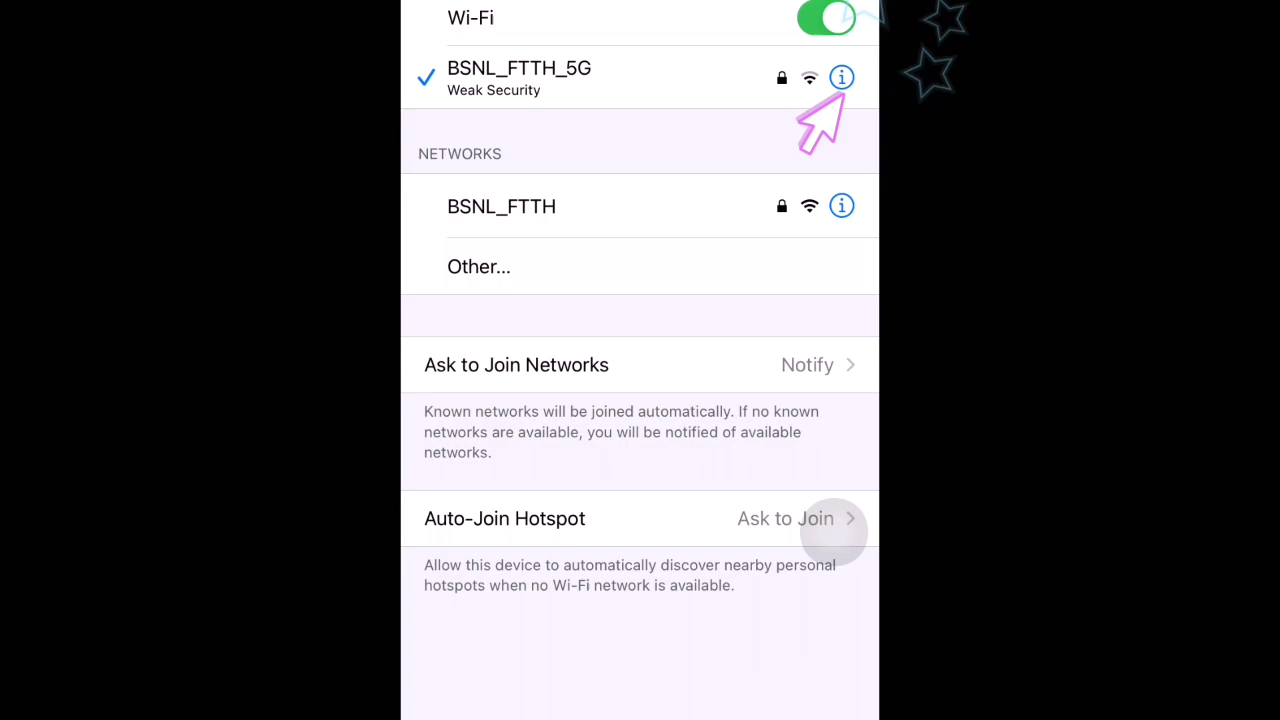 Wi-Fi
BSNL_FTTH_5G
Weak Security
NETWORKS
BSNL_FTTH
Other...
Ask to Join Networks Notify
Known networks will be joined automatically. If no known
networks are available, you will be notified of available
networks.
Auto-Join Hotspot Ask to Join
Allow this device to automatically discover nearby personal
hotspots when no Wi-Fi network is available.